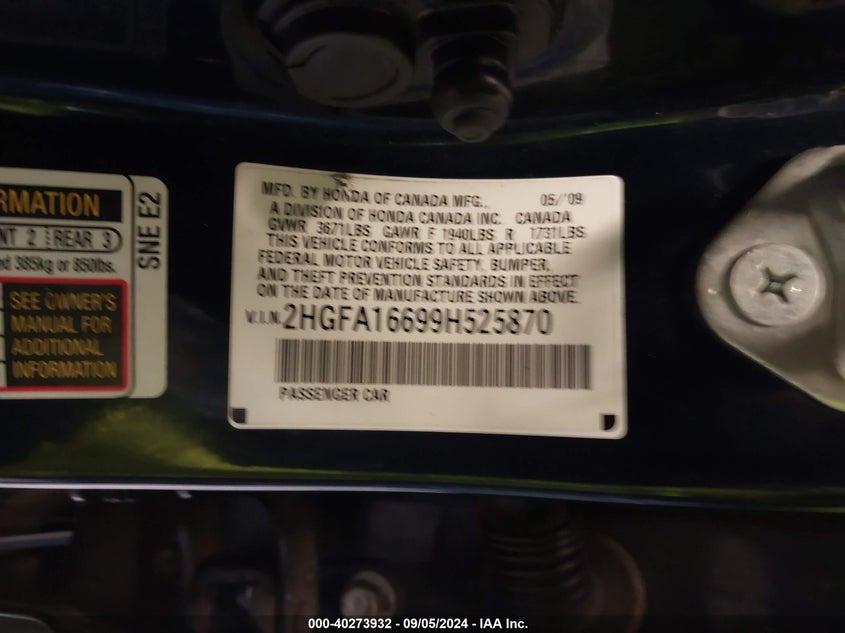 RMATION
NT 2 REAR 3
d 385kg or 860lbs.
SEE OWNER'S
MANUAL FOR
ADDITIONAL
INFORMATION
SNE E2
MFD. BY HONDA OF CANADA MFG., 05/'09
A DIVISION OF HONDA CANADA INC. CANADA
GVWR 3671LBS GAWR F 1940LBS R 1731LBS
THIS VEHICLE CONFORMS TO ALL APPLICABLE
FEDERAL MOTOR VEHICLE SAFETY, BUMPER,
AND THEFT PREVENTION STANDARDS IN EFFECT
ON THE DATE OF MANUFACTURE SHOWN ABOVE.
V.I.N. 2HGFA16699H525870
PASSENGER CAR
000-40273932 - 09/05/2024 - IAA Inc.